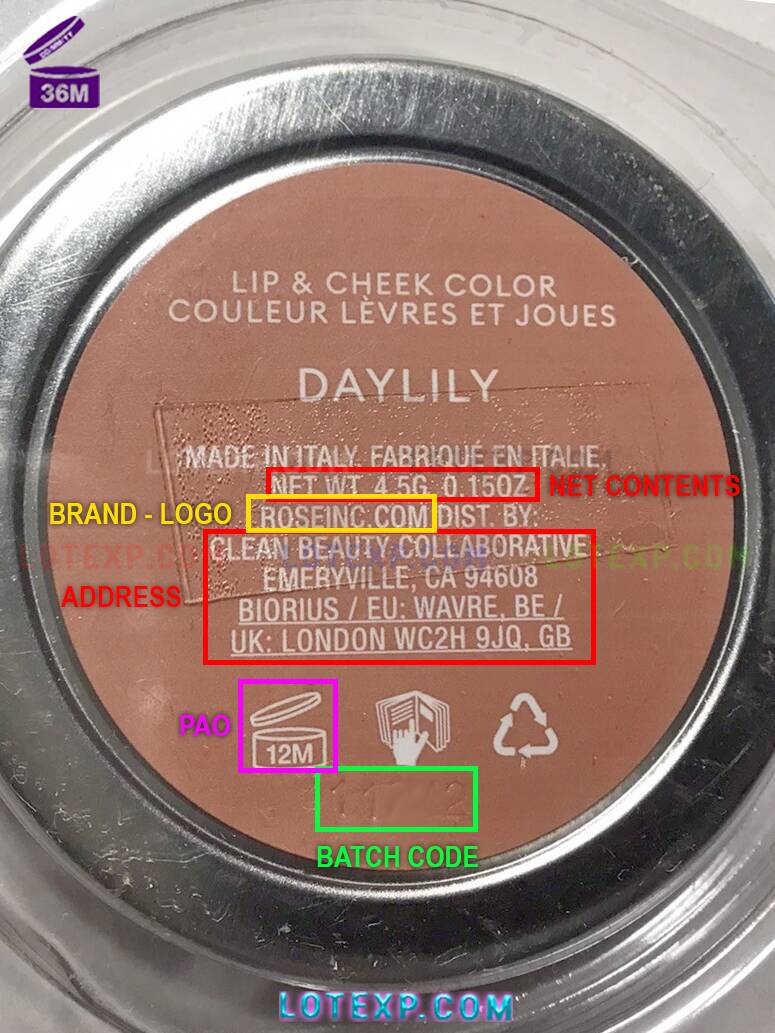 36M
LIP & CHEEK COLOR
COULEUR LÈVRES ET JOUES
DAYLILY
MADE IN ITALY. FABRIQUÉ EN ITALIE.
NET WT. 4.5G 0.15OZ
NET CONTENTS
BRAND - LOGO
ROSEINC.COM DIST. BY:
CLEAN BEAUTY COLLABORATIVE
LOTEXP.COM
EMERYVILLE, CA 94608
ADDRESS
BIORIUS / EU: WAVRE, BE /
UK: LONDON WC2H 9JQ, GB
PAO
12M
BATCH CODE
LOTEXP.COM